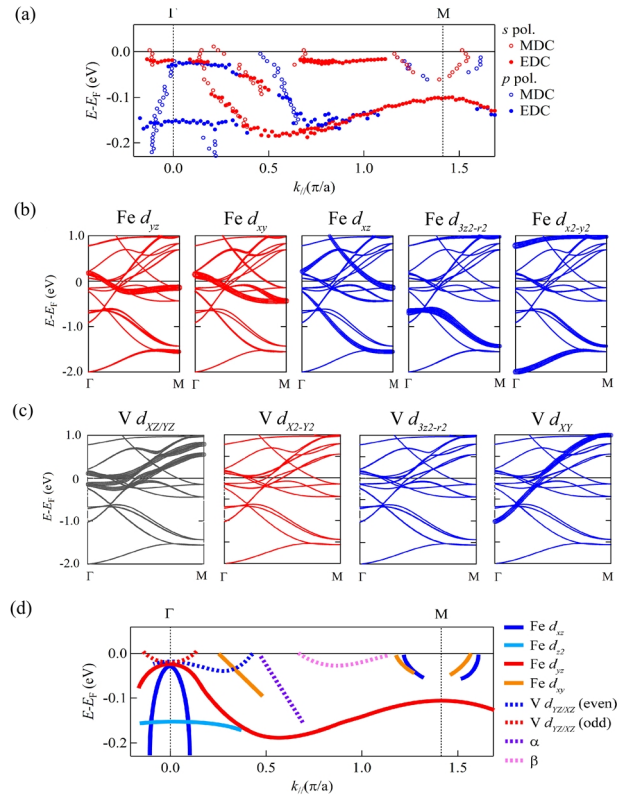 (a)
Γ
M
s pol.
MDC
EDC
p pol.
MDC
EDC
E-E_F (eV)
0.0
-0.1
-0.2
0.0
0.5
1.0
1.5
k_//(π/a)
(b)
Fe d_yz
Fe d_xy
Fe d_xz
Fe d_3z2-r2
Fe d_x2-y2
E-E_F (eV)
1.0
0
-1.0
-2.0
Γ
M
Γ
M
Γ
M
Γ
M
Γ
M
(c)
V d_XZ/YZ
V d_X2-Y2
V d_3z2-r2
V d_XY
E-E_F (eV)
1.0
0
-1.0
-2.0
Γ
M
Γ
M
Γ
M
Γ
M
(d)
Γ
M
E-E_F (eV)
0.0
-0.1
-0.2
0.0
0.5
1.0
1.5
k_//(π/a)
Fe d_xz
Fe d_z2
Fe d_yz
Fe d_xy
V d_YZ/XZ (even)
V d_YZ/XZ (odd)
α
β